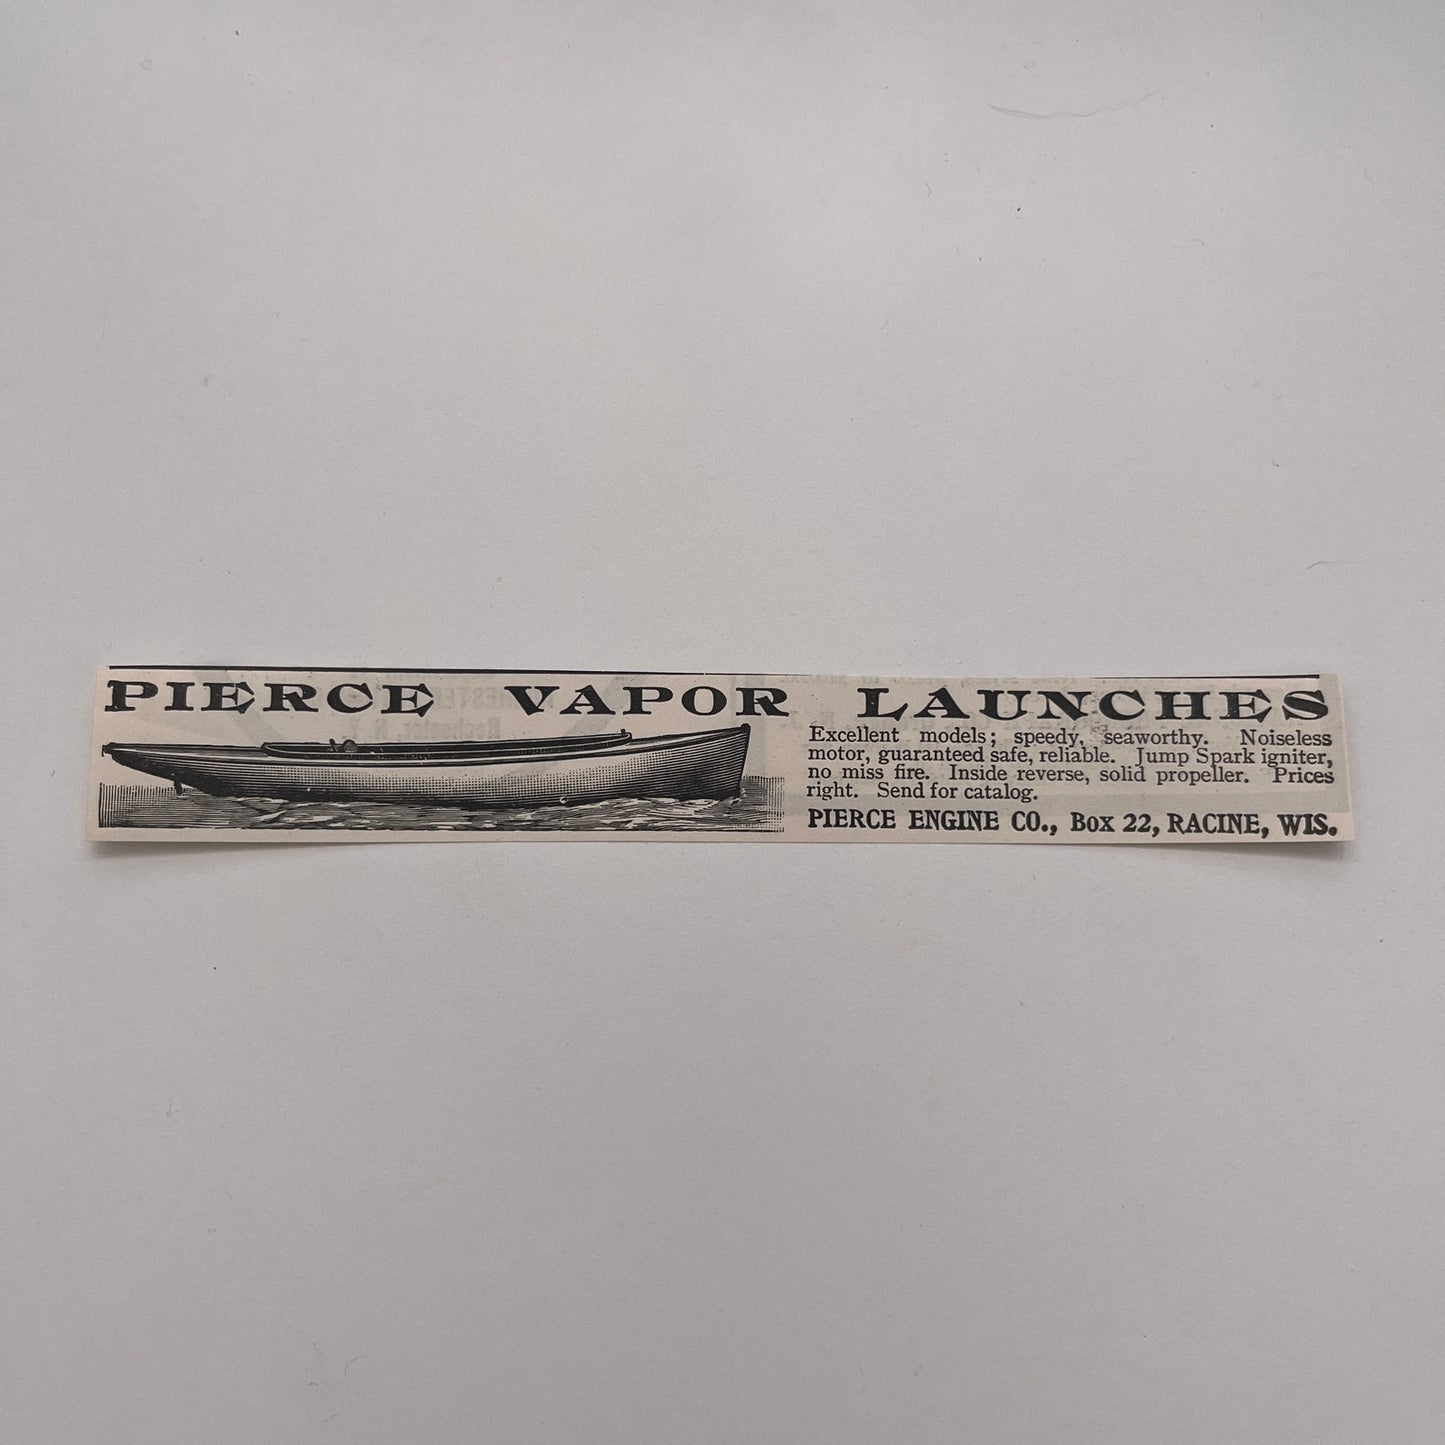 PIERCE VAPOR LAUNCHES
Excellent models; speedy, seaworthy. Noiseless
motor, guaranteed safe, reliable. Jump Spark igniter,
no miss fire. Inside reverse, solid propeller. Prices
right. Send for catalog.
PIERCE ENGINE CO., Box 22, RACINE, WIS.